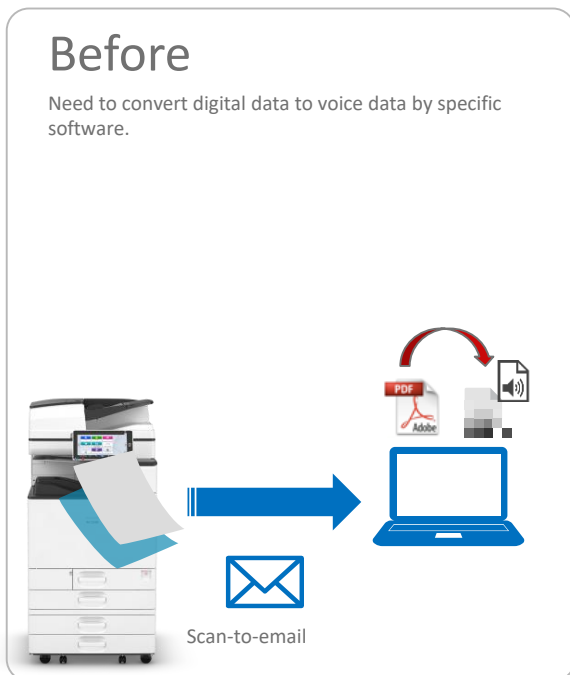 Before
Need to convert digital data to voice data by specific
software.
PDF
Adobe
Scan-to-email